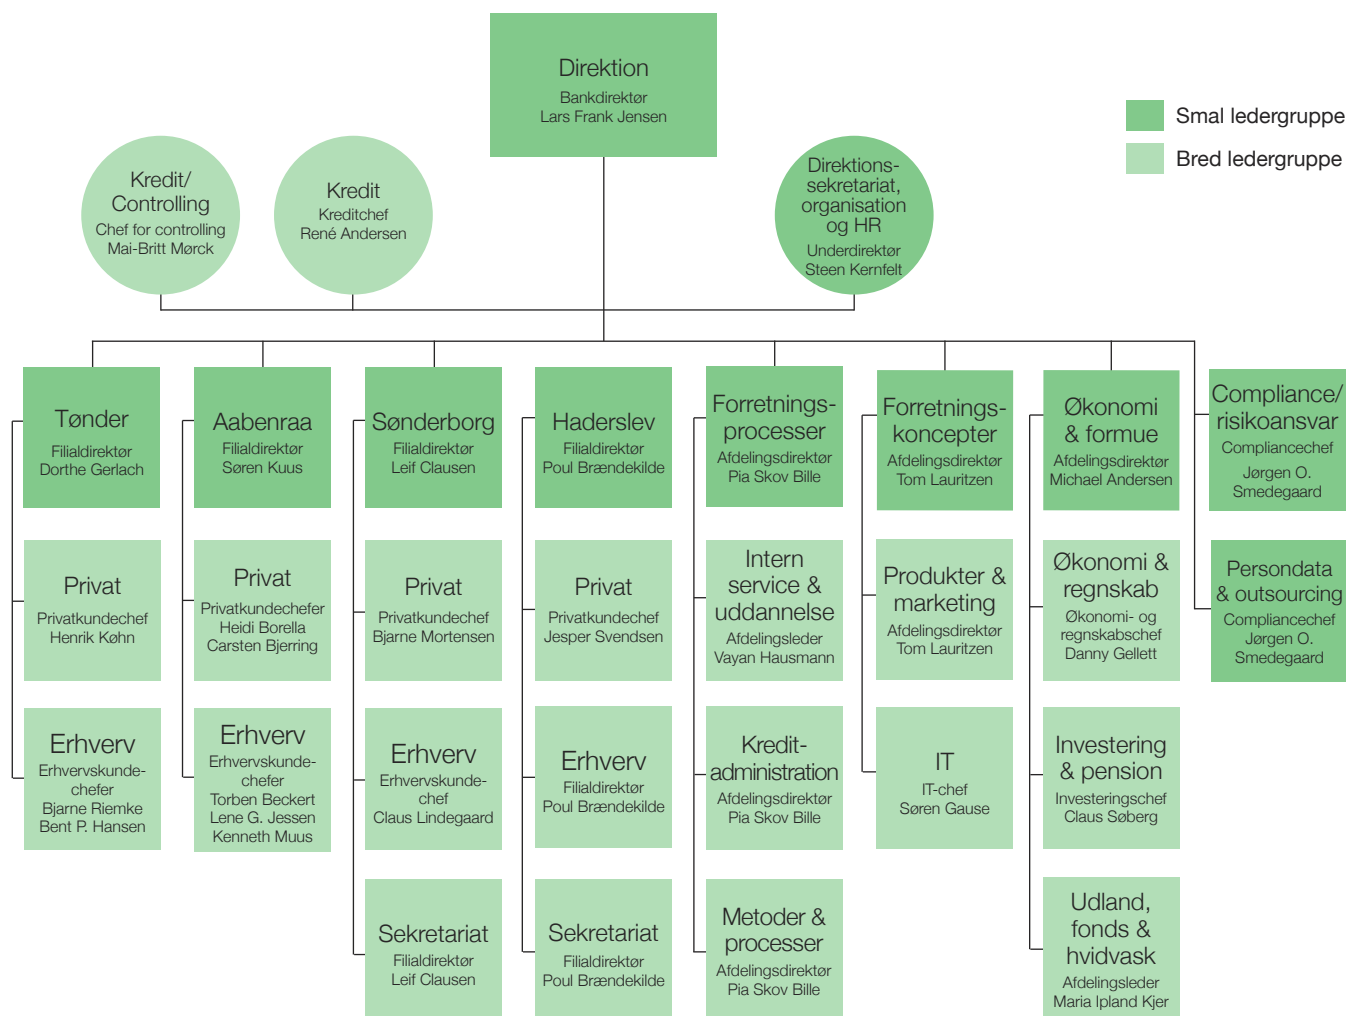 Direktion
Bankdirektør
Lars Frank Jensen
Smal ledergruppe
Bred ledergruppe
Kredit/
Controlling
Chef for controlling
Mai-Britt Mørck
Kredit
Kreditchef
René Andersen
Direktions-
sekretariat,
organisation
og HR
Underdirektør
Steen Kernfelt
Tønder
Filialdirektør
Dorthe Gerlach
Privat
Privatkundechef
Henrik Køhn
Erhverv
Erhvervskunde-
chefer
Bjarne Riemke
Bent P. Hansen
Aabenraa
Filialdirektør
Søren Kuus
Privat
Privatkundechefer
Heidi Borella
Carsten Bjerring
Erhverv
Erhvervskunde-
chefer
Torben Beckert
Lene G. Jessen
Kenneth Muus
Sønderborg
Filialdirektør
Leif Clausen
Privat
Privatkundechef
Bjarne Mortensen
Erhverv
Erhvervskunde-
chef
Claus Lindegaard
Sekretariat
Filialdirektør
Leif Clausen
Haderslev
Filialdirektør
Poul Brændekilde
Privat
Privatkundechef
Jesper Svendsen
Erhverv
Filialdirektør
Poul Brændekilde
Sekretariat
Filialdirektør
Poul Brændekilde
Forretnings-
processer
Afdelingsdirektør
Pia Skov Bille
Intern
service &
uddannelse
Afdelingsleder
Vayan Hausmann
Kredit-
administration
Afdelingsdirektør
Pia Skov Bille
Metoder &
processer
Afdelingsdirektør
Pia Skov Bille
Forretnings-
koncepter
Afdelingsdirektør
Tom Lauritzen
Produkter &
marketing
Afdelingsdirektør
Tom Lauritzen
IT
IT-chef
Søren Gause
Økonomi
& formue
Afdelingsdirektør
Michael Andersen
Økonomi &
regnskab
Økonomi- og
regnskabschef
Danny Gellett
Investering
& pension
Investeringschef
Claus Søberg
Udland,
fonds &
hvidvask
Afdelingsleder
Maria Ipland Kjer
Compliance/
risikoansvar
Compliancechef
Jørgen O.
Smedegaard
Persondata
& outsourcing
Compliancechef
Jørgen O.
Smedegaard